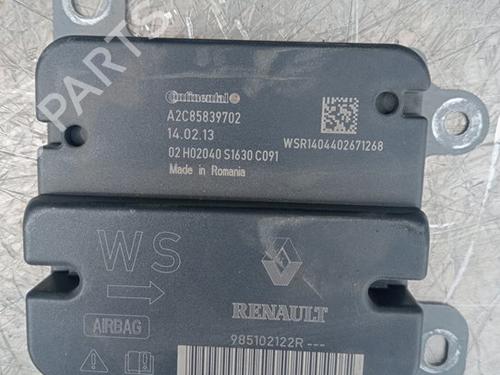 PARTS
Continental
A2C85839702
14.02.13
02 H02040 S1630 C091
Made in Romania
WSR1404402671268
WS
AIRBAG
RENAULT
985102122R ---